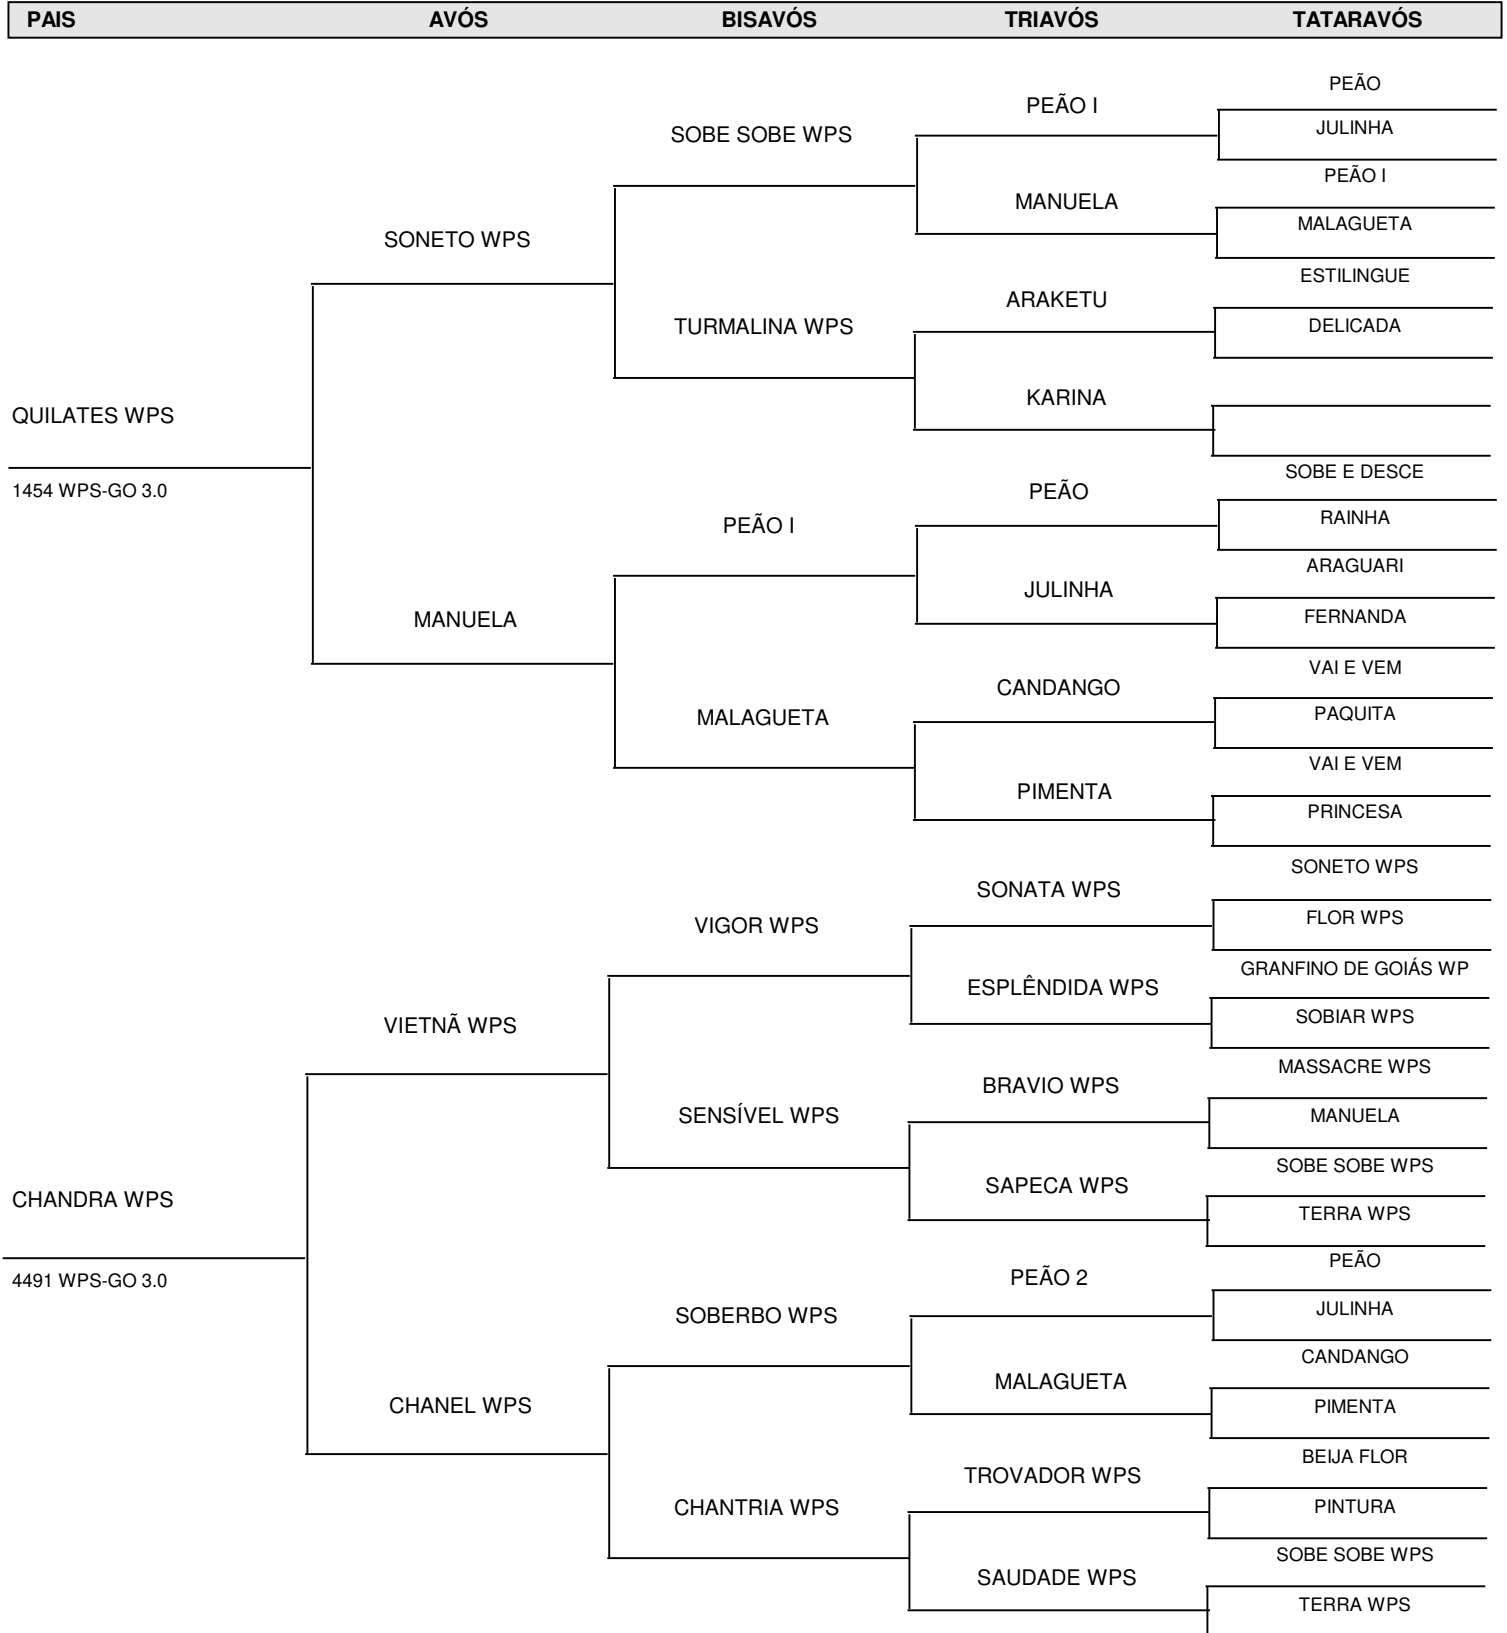 PAIS AVÓS BISAVÓS TRIAVÓS TATARAVÓS
PEÃO
PEÃO I
JULINHA
SOBE SOBE WPS
PEÃO I
MANUELA
MALAGUETA
SONETO WPS
ESTILINGUE
ARAKETU
TURMALINA WPS
DELICADA
KARINA
QUILATES WPS
SOBE E DESCE
1454 WPS-GO 3.0
PEÃO
RAINHA
PEÃO I
ARAGUARI
JULINHA
MANUELA
FERNANDA
VAI E VEM
CANDANGO
MALAGUETA
PAQUITA
VAI E VEM
PIMENTA
PRINCESA
SONETO WPS
SONATA WPS
VIGOR WPS
FLOR WPS
GRANFINO DE GOIÁS WP
ESPLÊNDIDA WPS
VIETNÃ WPS
SOBIAR WPS
MASSACRE WPS
BRAVIO WPS
SENSÍVEL WPS
MANUELA
SOBE SOBE WPS
SAPECA WPS
CHANDRA WPS
TERRA WPS
PEÃO
4491 WPS-GO 3.0
PEÃO 2
SOBERBO WPS
JULINHA
CANDANGO
MALAGUETA
CHANEL WPS
PIMENTA
BEIJA FLOR
TROVADOR WPS
CHANTRIA WPS
PINTURA
SOBE SOBE WPS
SAUDADE WPS
TERRA WPS